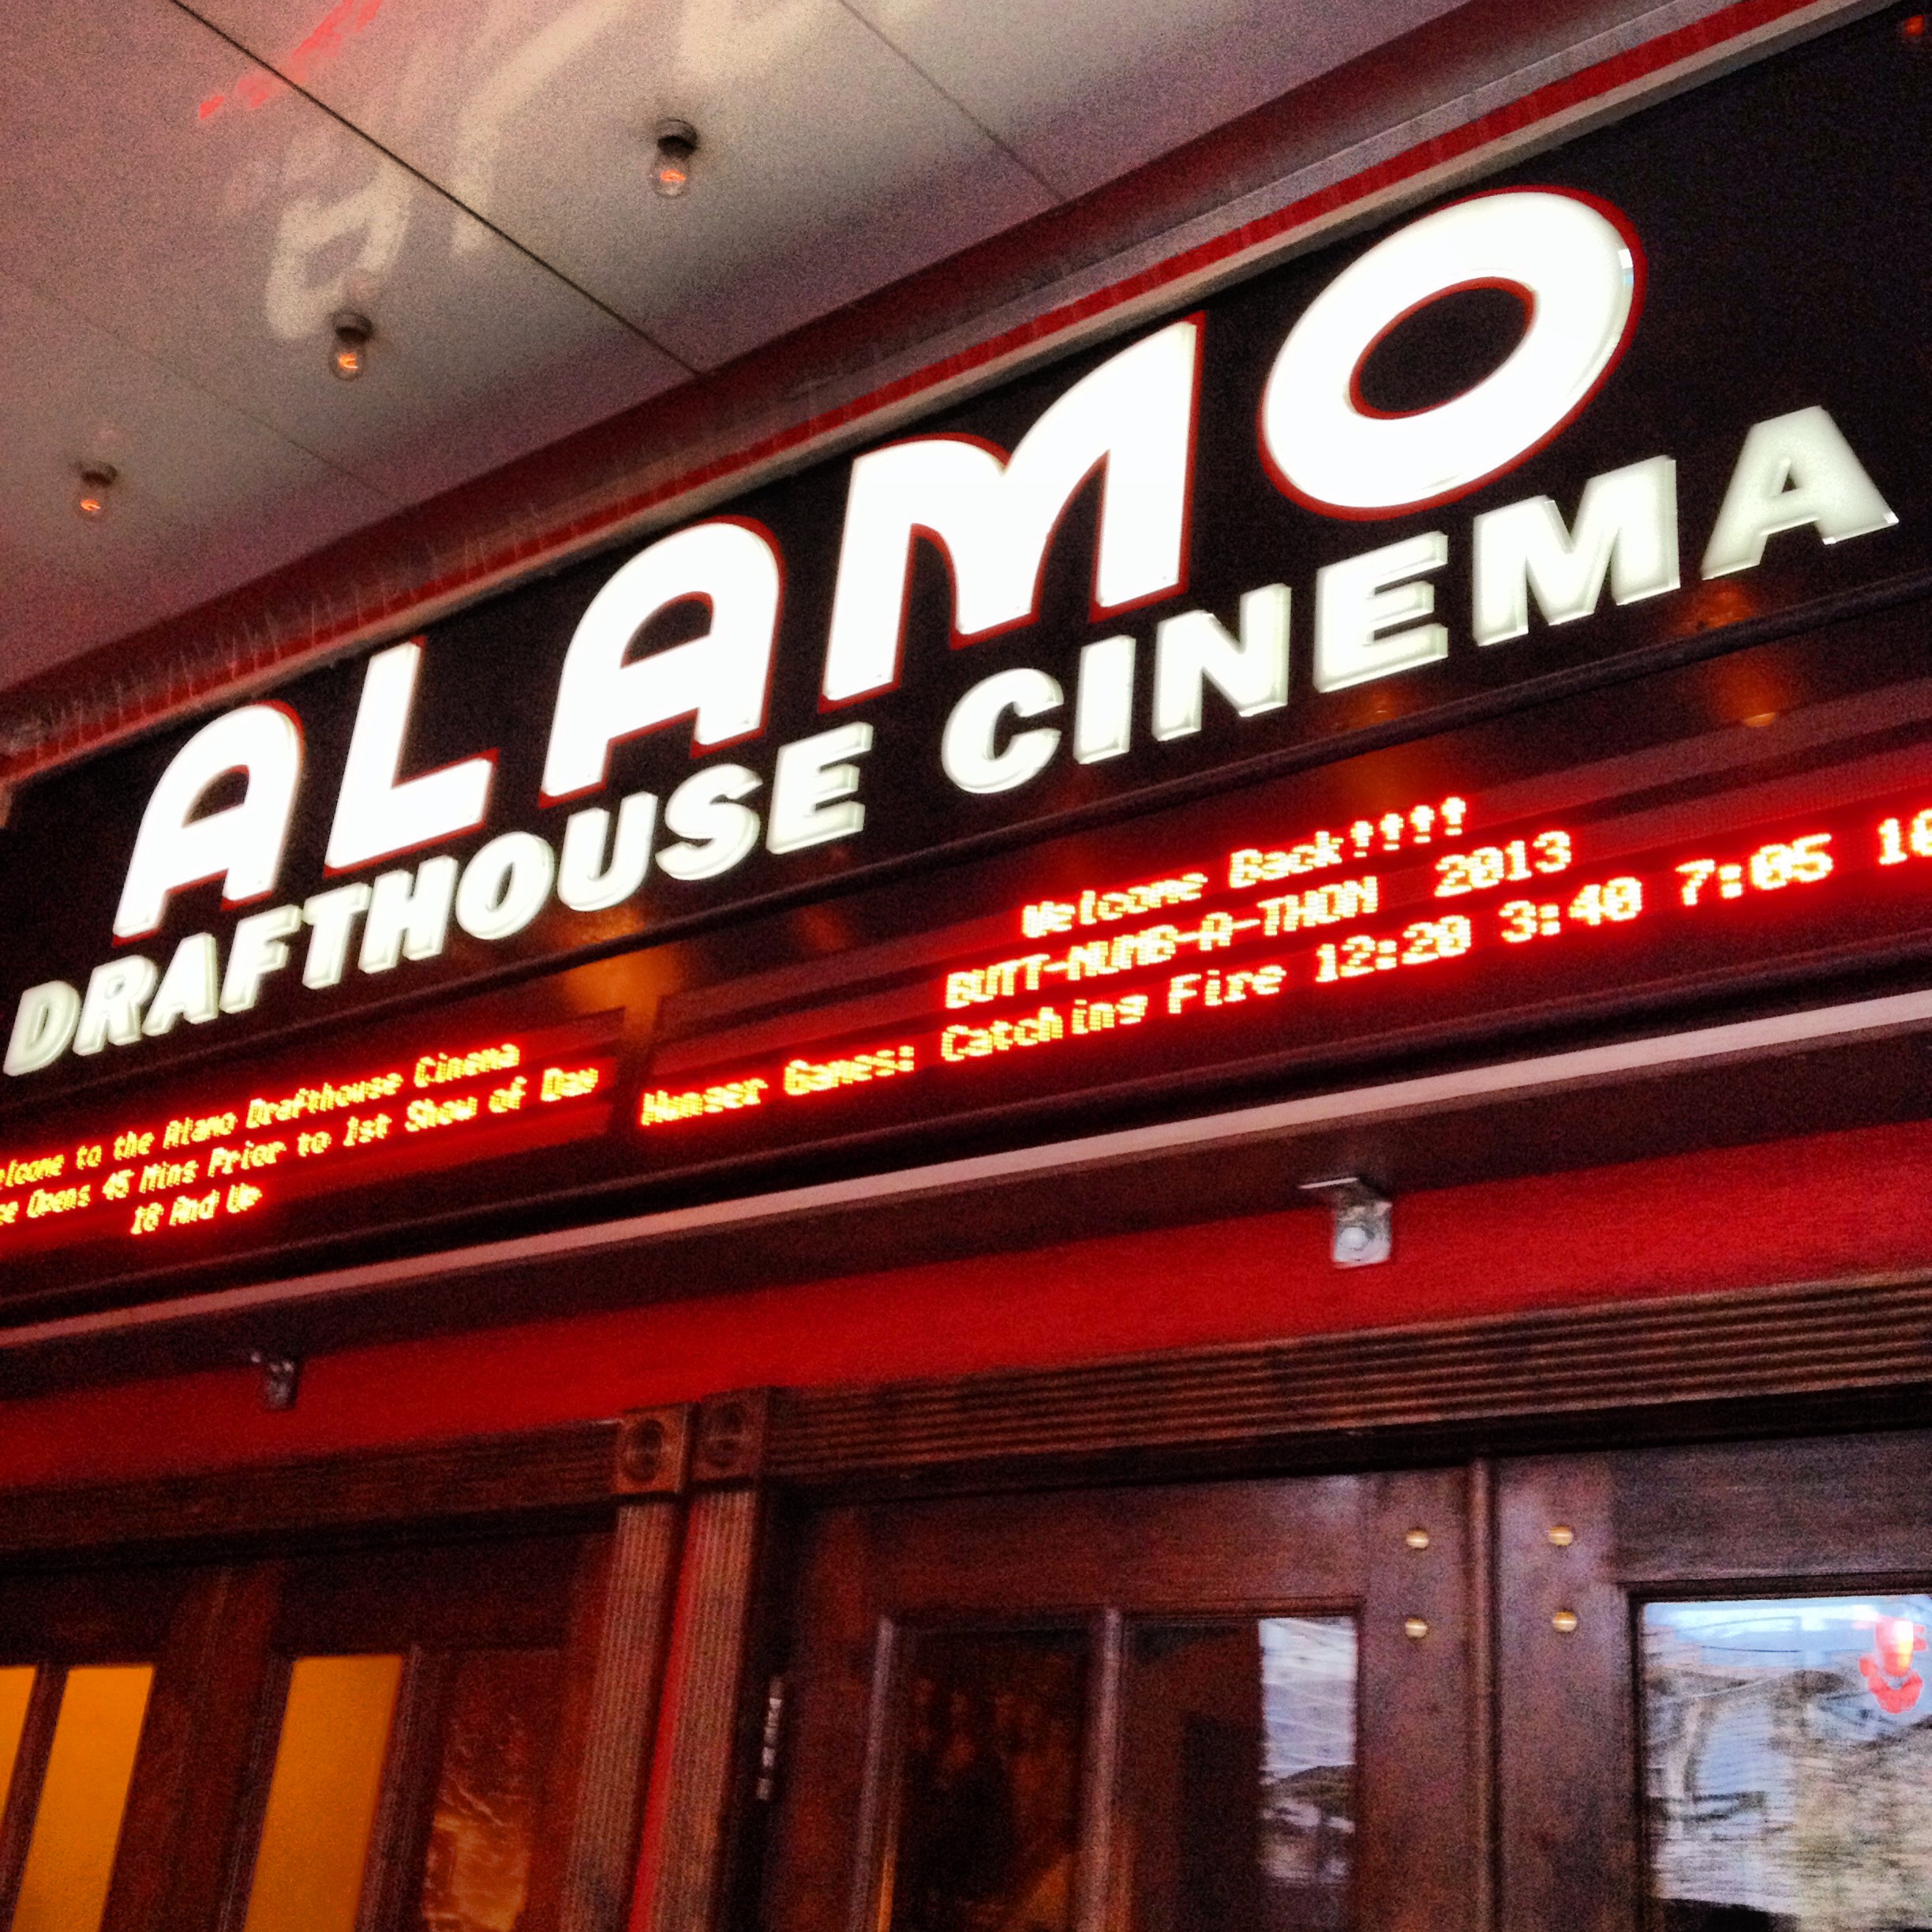 ALAMO
DRAFTHOUSE CINEMA
to the Alamo Drafthouse Cinema
Opens 45 Mins Prior to 1st Show of Day
18 And Up
Welcome Back!!!!
BUTT-NUMB-A-THON 2013
Hunger Games: Catching Fire 12:20 3:40 7:05